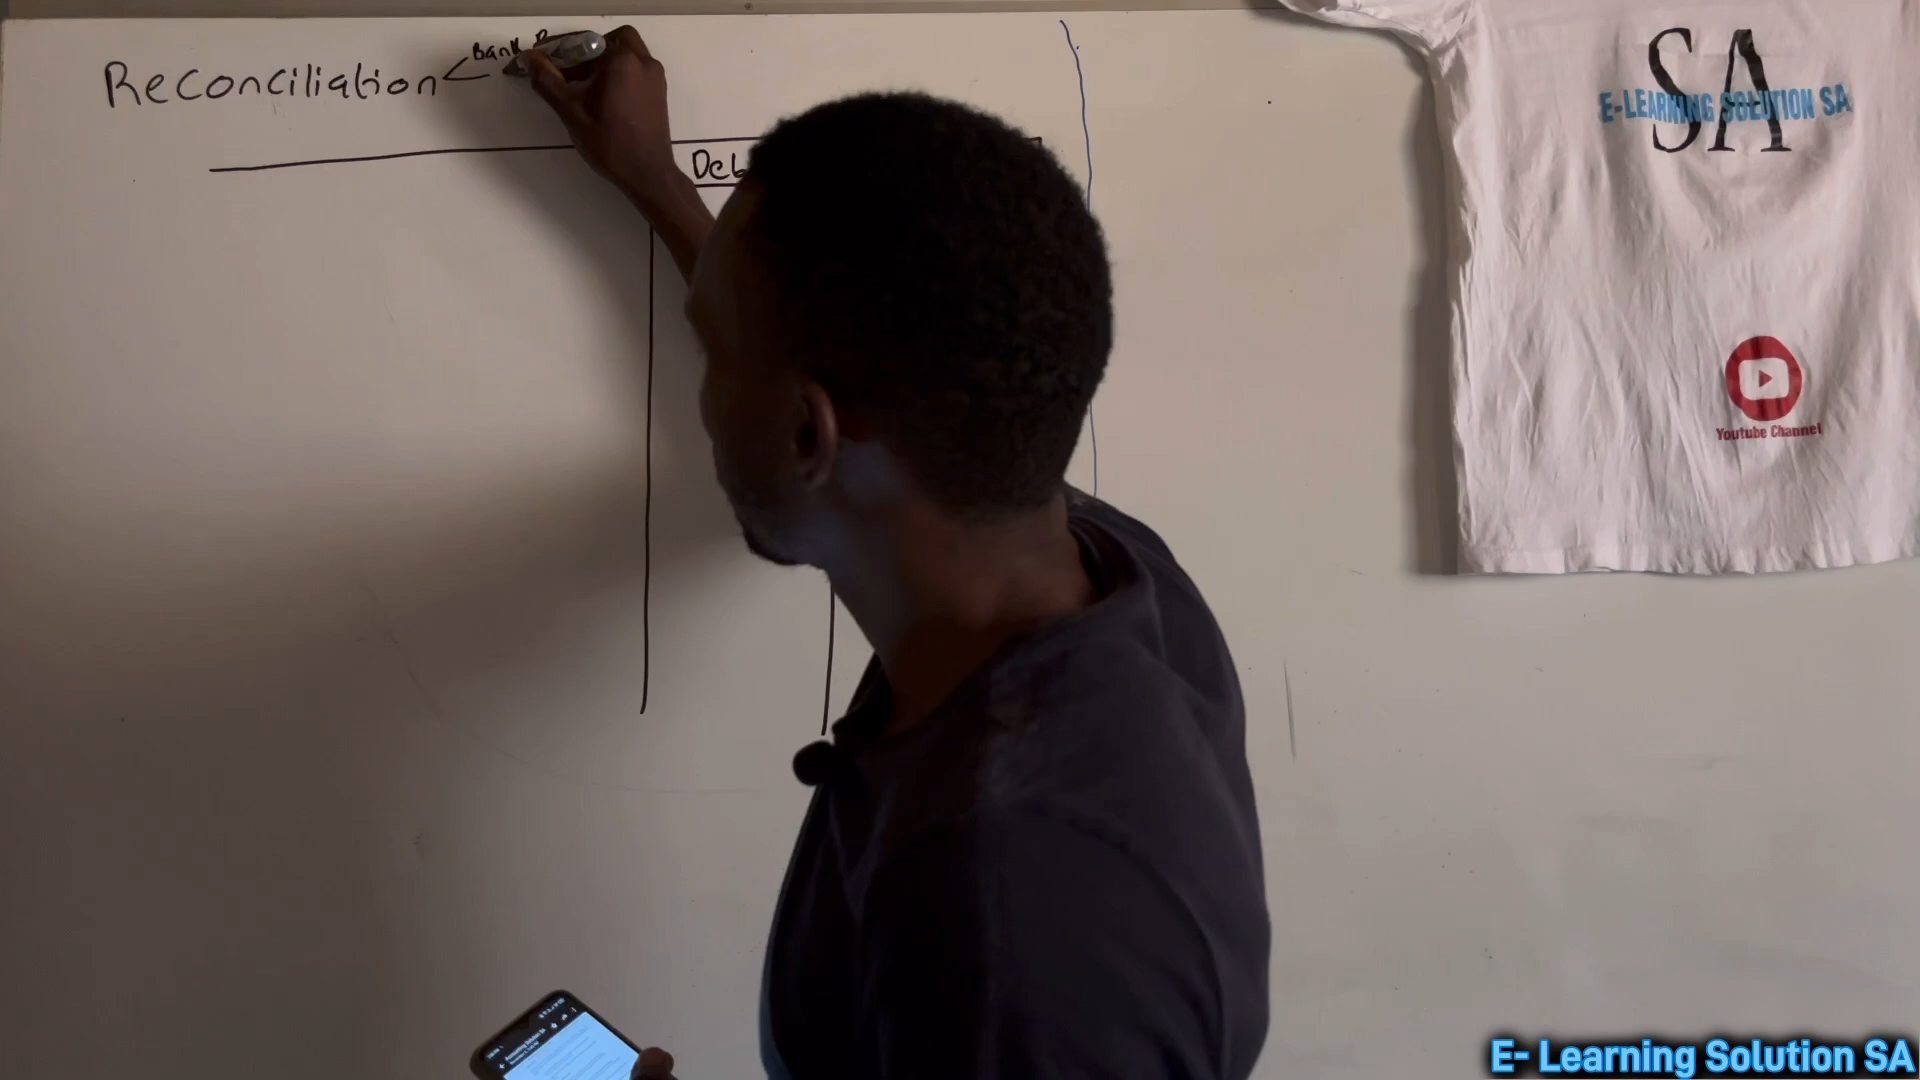 Reconciliation
Bank
Deb
SA
E-LEARNING SOLUTION SA
Youtube Channel
E- Learning Solution SA